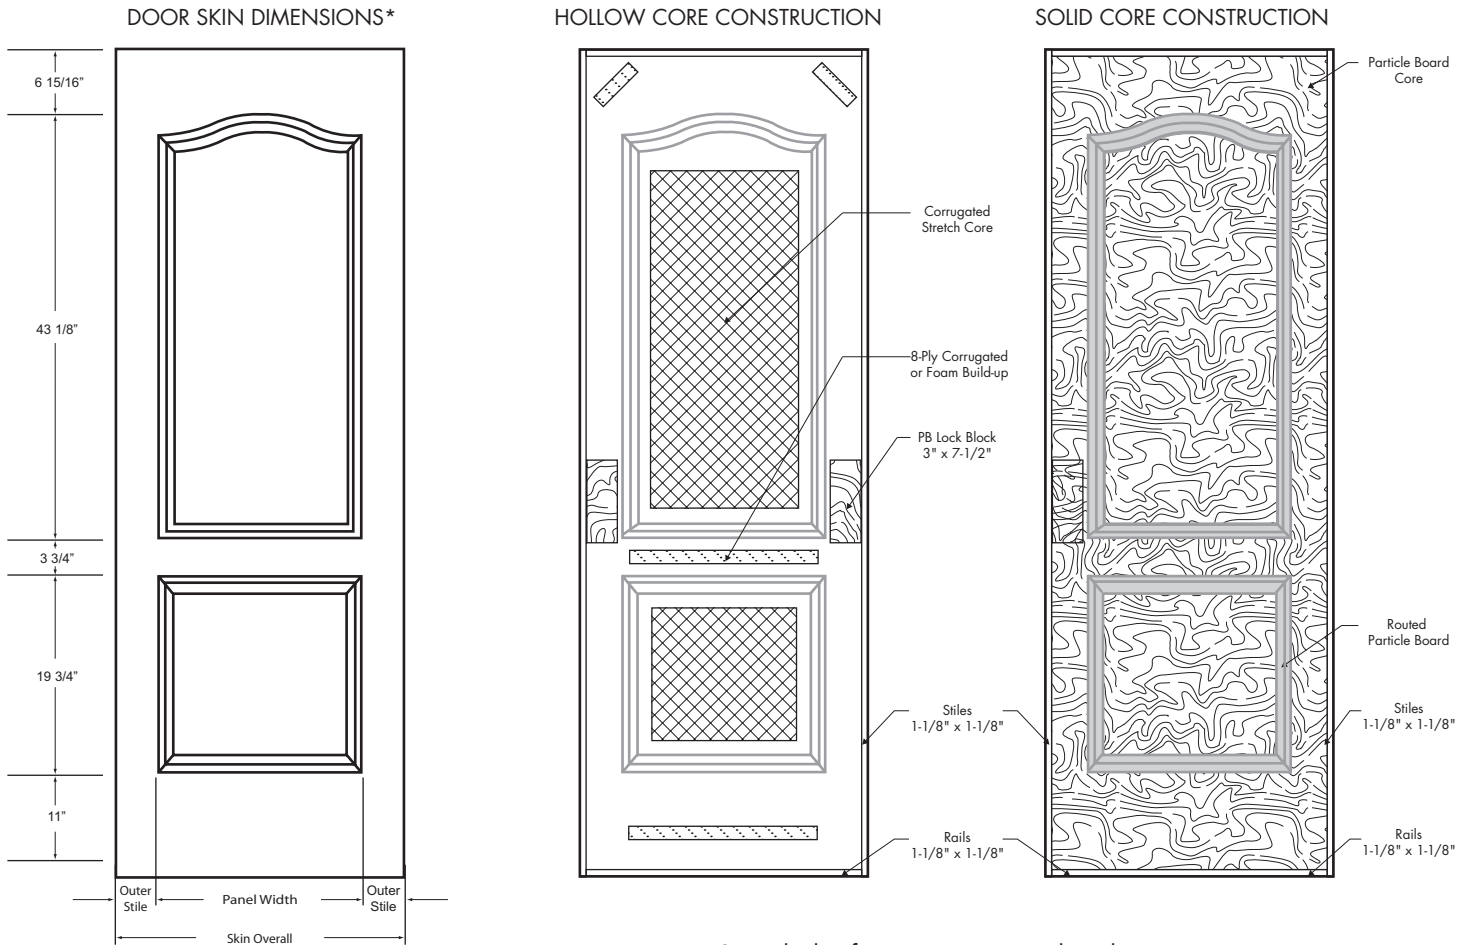 DOOR SKIN DIMENSIONS*
HOLLOW CORE CONSTRUCTION
SOLID CORE CONSTRUCTION
6 15/16"
43 1/8"
3 3/4"
19 3/4"
11"
Outer
Stile
Panel Width
Outer
Stile
Skin Overall
Corrugated
Stretch Core
8-Ply Corrugated
or Foam Build-up
PB Lock Block
3" x 7-1/2"
Stiles
1-1/8" x 1-1/8"
Rails
1-1/8" x 1-1/8"
Particle Board
Core
Routed
Particle Board
Stiles
1-1/8" x 1-1/8"
Rails
1-1/8" x 1-1/8"